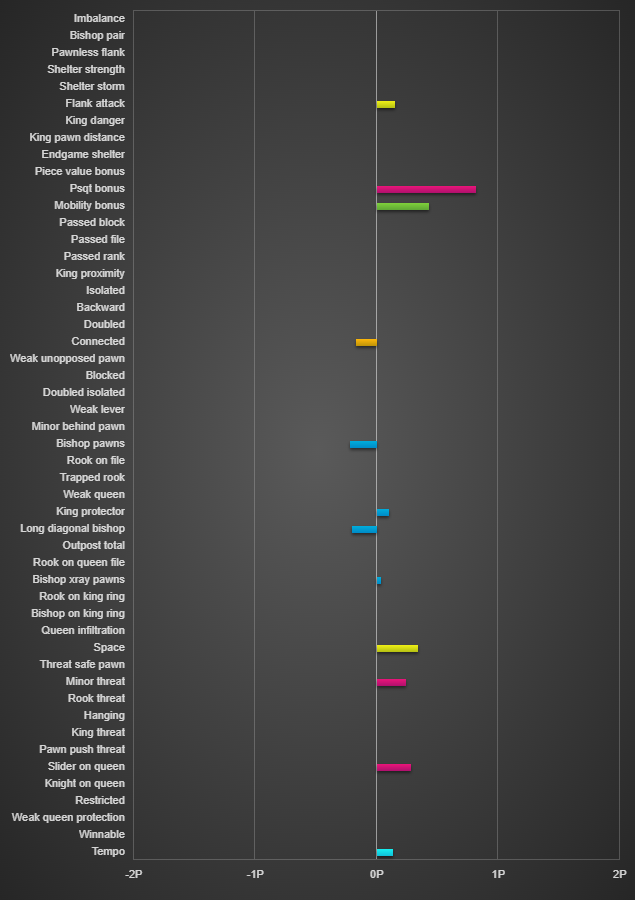 Imbalance
Bishop pair
Pawnless flank
Shelter strength
Shelter storm
Flank attack
King danger
King pawn distance
Endgame shelter
Piece value bonus
Psqt bonus
Mobility bonus
Passed block
Passed file
Passed rank
King proximity
Isolated
Backward
Doubled
Connected
Weak unopposed pawn
Blocked
Doubled isolated
Weak lever
Minor behind pawn
Bishop pawns
Rook on file
Trapped rook
Weak queen
King protector
Long diagonal bishop
Outpost total
Rook on queen file
Bishop xray pawns
Rook on king ring
Bishop on king ring
Queen infiltration
Space
Threat safe pawn
Minor threat
Rook threat
Hanging
King threat
Pawn push threat
Slider on queen
Knight on queen
Restricted
Weak queen protection
Winnable
Tempo
-2P -1P 0P 1P 2P